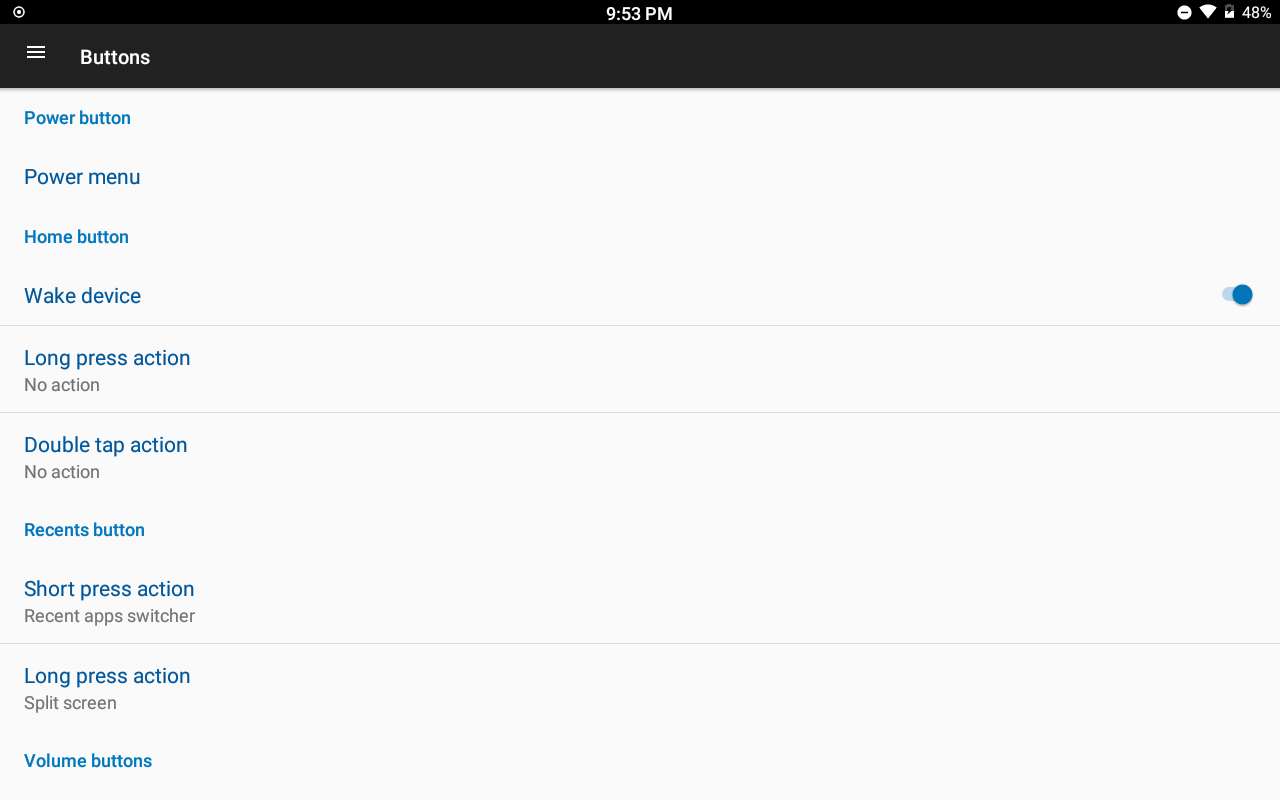 9:53 PM
48%
Buttons
Power button
Power menu
Home button
Wake device
Long press action
No action
Double tap action
No action
Recents button
Short press action
Recent apps switcher
Long press action
Split screen
Volume buttons